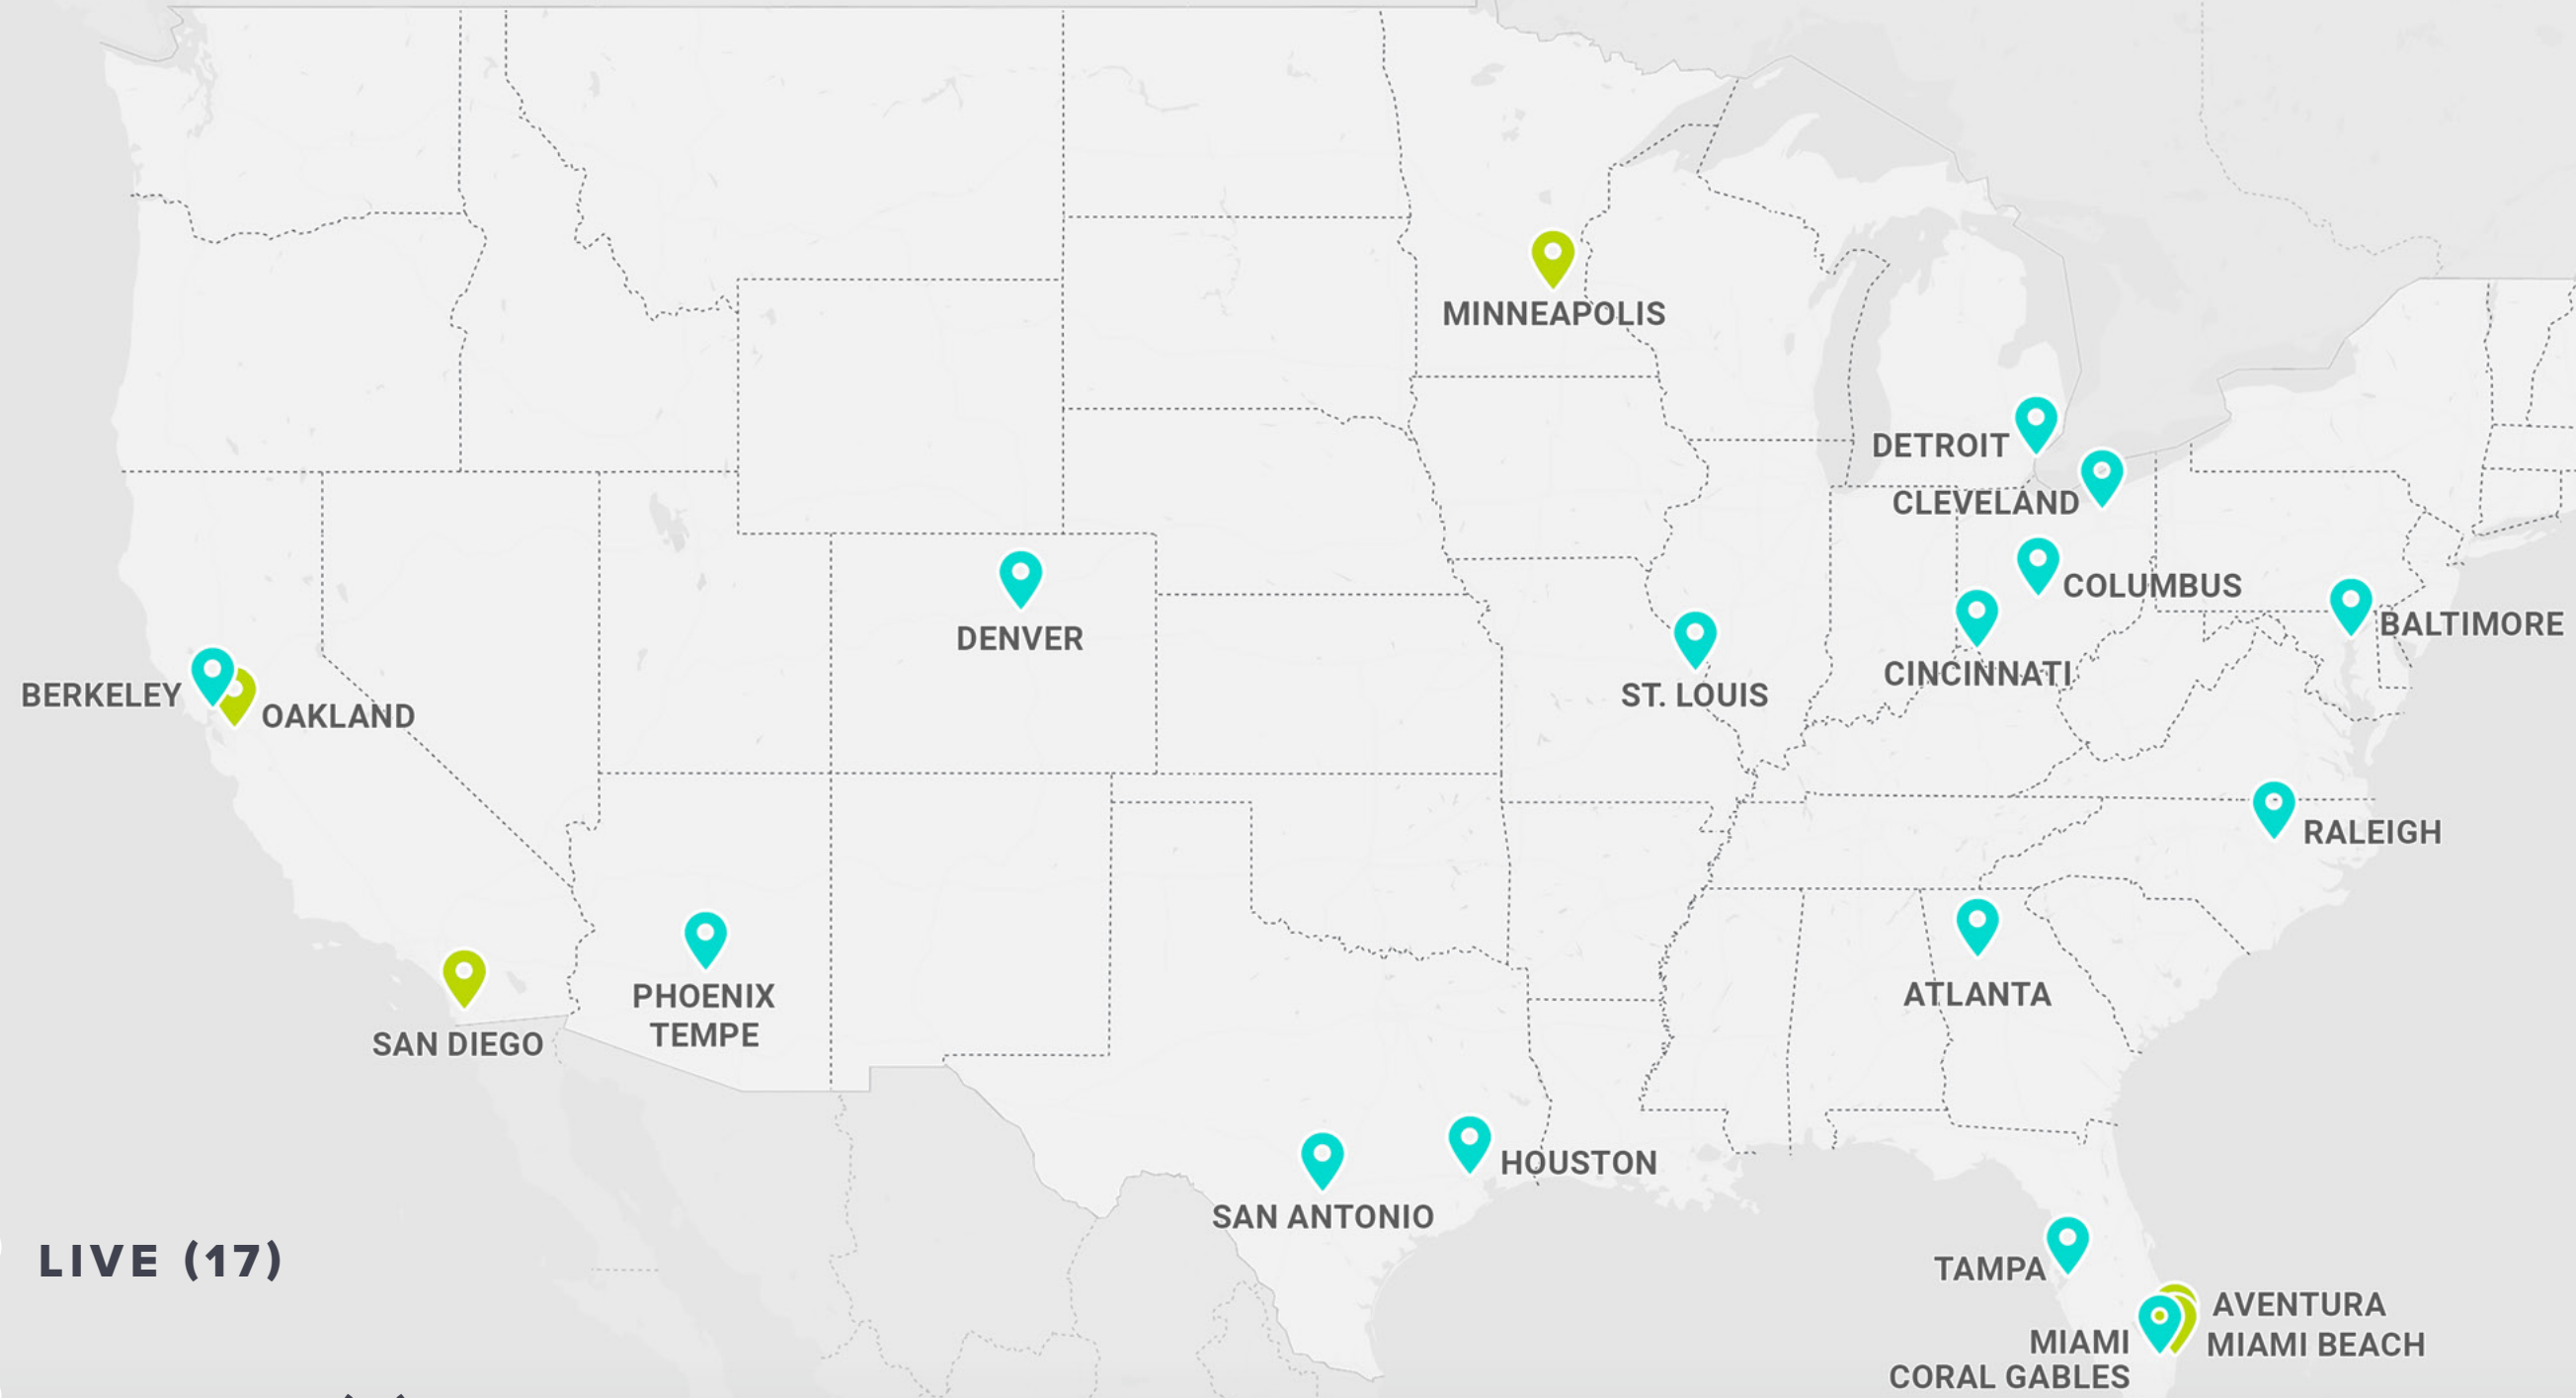 MINNEAPOLIS
DETROIT
CLEVELAND
COLUMBUS
BALTIMORE
DENVER
CINCINNATI
BERKELEY
ST. LOUIS
OAKLAND
RALEIGH
PHOENIX
TEMPE
ATLANTA
SAN DIEGO
HOUSTON
SAN ANTONIO
LIVE (17)
TAMPA
AVENTURA
MIAMI
MIAMI BEACH
CORAL GABLES